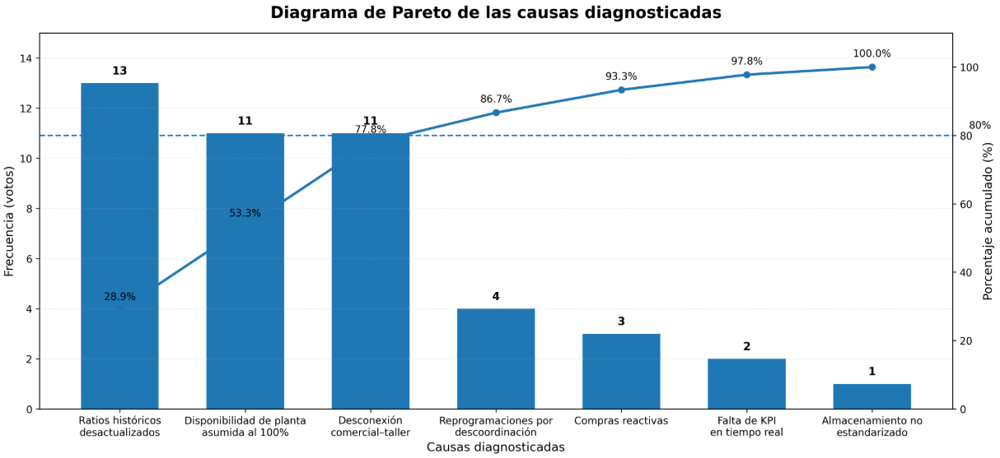 Diagrama de Pareto de las causas diagnosticadas
Frecuencia (votos)
14
12
10
8
6
4
2
0
13
11
11
4
3
2
1
28.9%
53.3%
77.8%
86.7%
93.3%
97.8%
100.0%
80%
100
80
60
40
20
0
Porcentaje acumulado (%)
Ratios históricos
desactualizados
Disponibilidad de planta
asumida al 100%
Desconexión
comercial–taller
Reprogramaciones por
descoordinación
Compras reactivas
Falta de KPI
en tiempo real
Almacenamiento no
estandarizado
Causas diagnosticadas